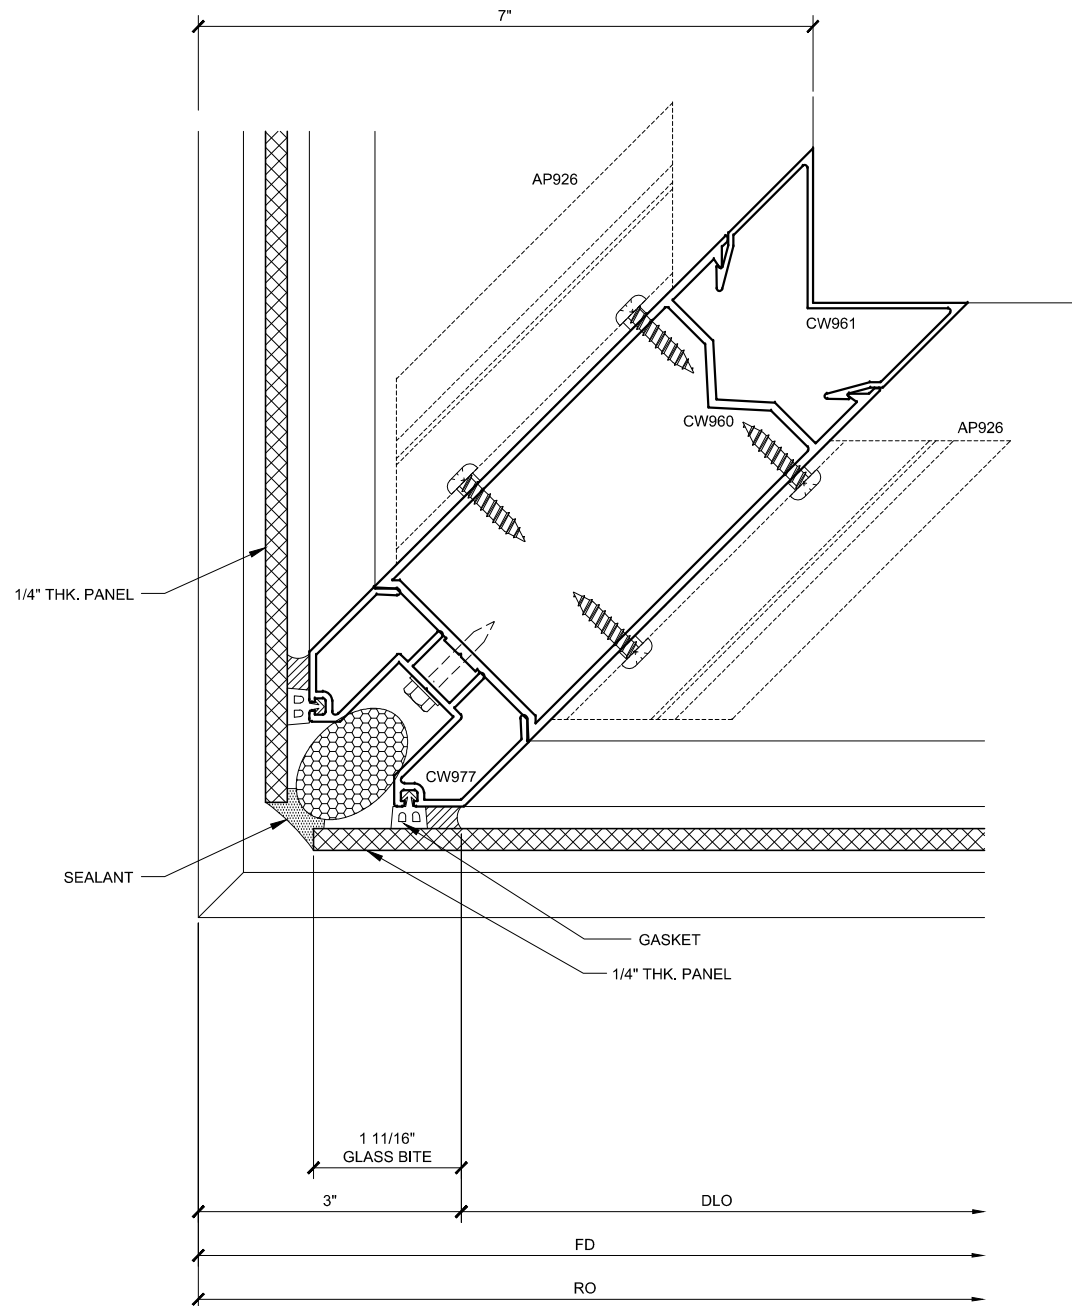 7"
AP926
CW961
CW960
AP926
1/4" THK. PANEL
CW977
SEALANT
GASKET
1/4" THK. PANEL
1 11/16"
GLASS BITE
3"
DLO
FD
RO